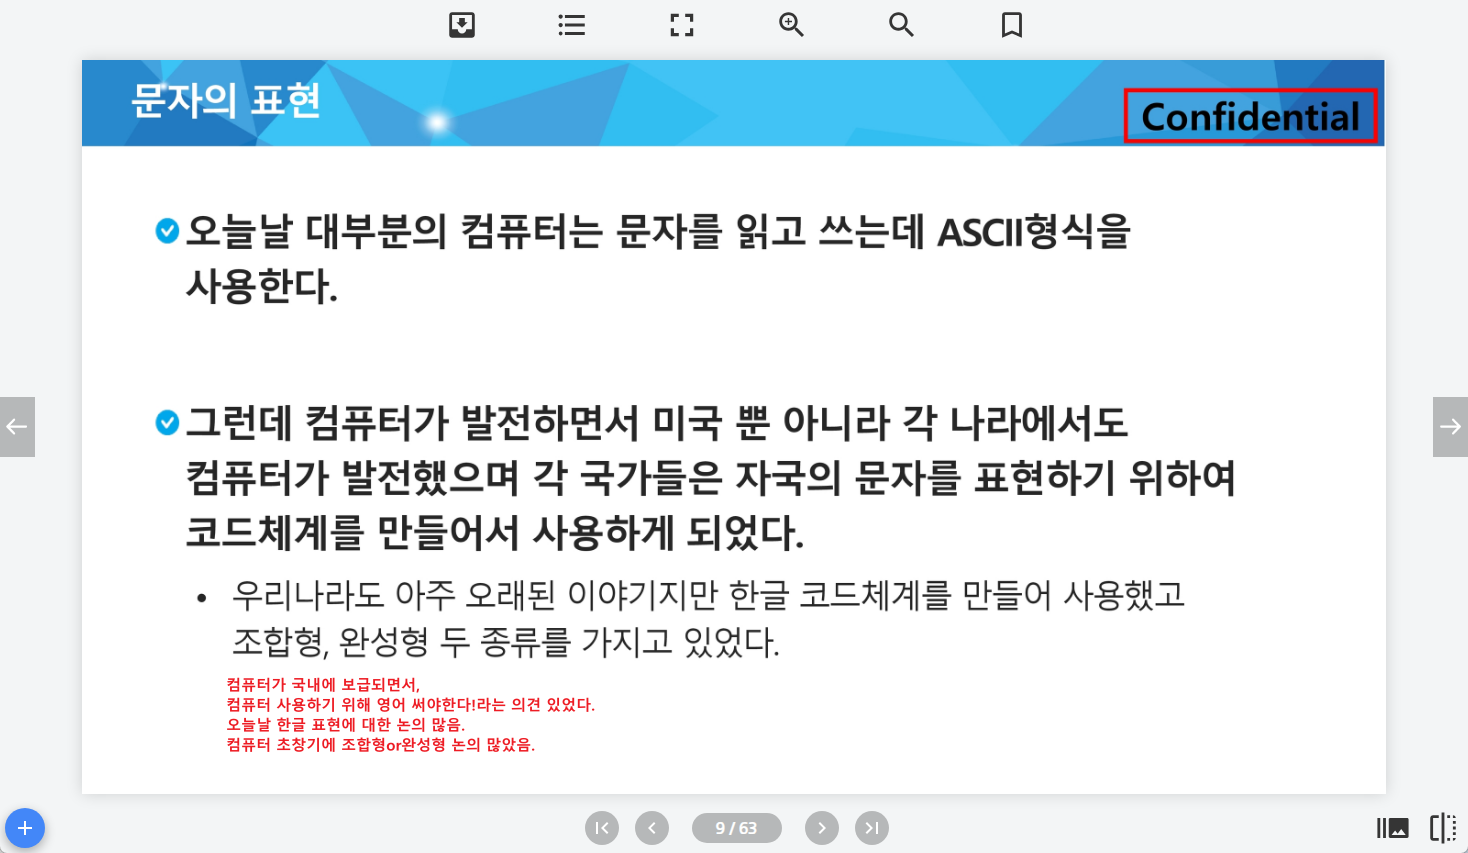 문자의 표현
Confidential
오늘날 대부분의 컴퓨터는 문자를 읽고 쓰는데 ASCII형식을
사용한다.
그런데 컴퓨터가 발전하면서 미국 뿐 아니라 각 나라에서도
컴퓨터가 발전했으며 각 국가들은 자국의 문자를 표현하기 위하여
코드체계를 만들어서 사용하게 되었다.
• 우리나라도 아주 오래된 이야기지만 한글 코드체계를 만들어 사용했고
조합형, 완성형 두 종류를 가지고 있었다.
컴퓨터가 국내에 보급되면서,
컴퓨터 사용하기 위해 영어 써야한다!라는 의견 있었다.
오늘날 한글 표현에 대한 논의 많음.
컴퓨터 초창기에 조합형or완성형 논의 많았음.
9 / 63